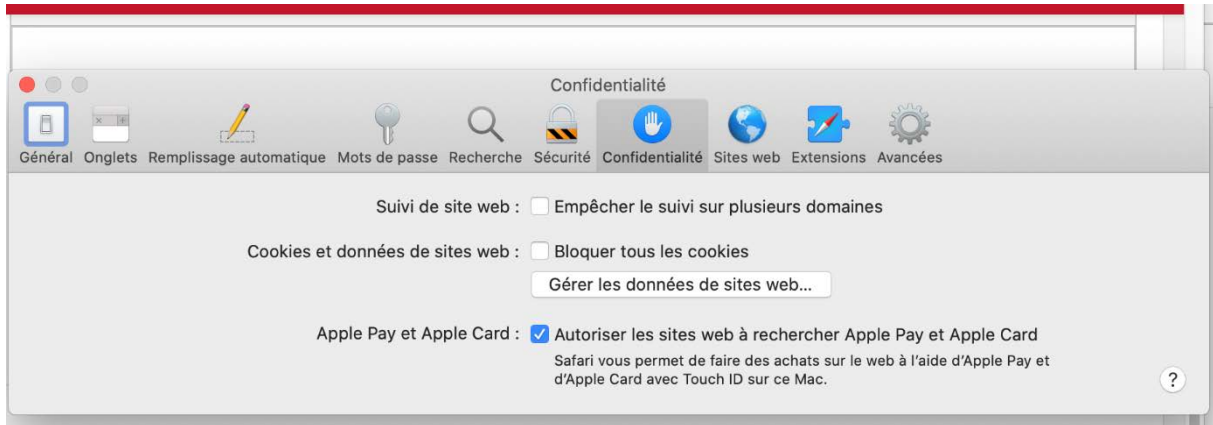 Confidentialité
Général Onglets Remplissage automatique Mots de passe Recherche Sécurité Confidentialité Sites web Extensions Avancées
Suivi de site web : Empêcher le suivi sur plusieurs domaines
Cookies et données de sites web : Bloquer tous les cookies
Gérer les données de sites web...
Apple Pay et Apple Card : Autoriser les sites web à rechercher Apple Pay et Apple Card
Safari vous permet de faire des achats sur le web à l'aide d'Apple Pay et
d'Apple Card avec Touch ID sur ce Mac.
?